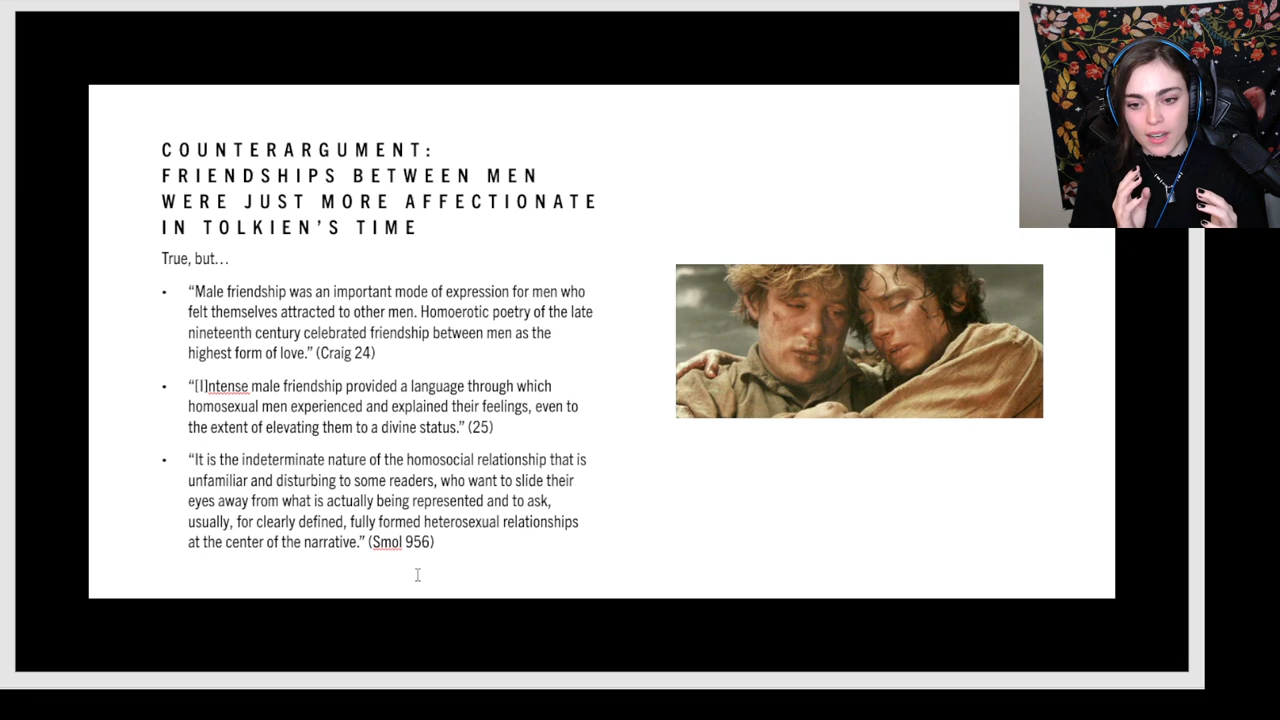 COUNTERARGUMENT:
FRIENDSHIPS BETWEEN MEN
WERE JUST MORE AFFECTIONATE
IN TOLKIEN'S TIME
True, but…
• “Male friendship was an important mode of expression for men who
felt themselves attracted to other men. Homoerotic poetry of the late
nineteenth century celebrated friendship between men as the
highest form of love.” (Craig 24)
• “[I]ntense male friendship provided a language through which
homosexual men experienced and explained their feelings, even to
the extent of elevating them to a divine status.” (25)
• “It is the indeterminate nature of the homosocial relationship that is
unfamiliar and disturbing to some readers, who want to slide their
eyes away from what is actually being represented and to ask,
usually, for clearly defined, fully formed heterosexual relationships
at the center of the narrative.” (Smol 956)